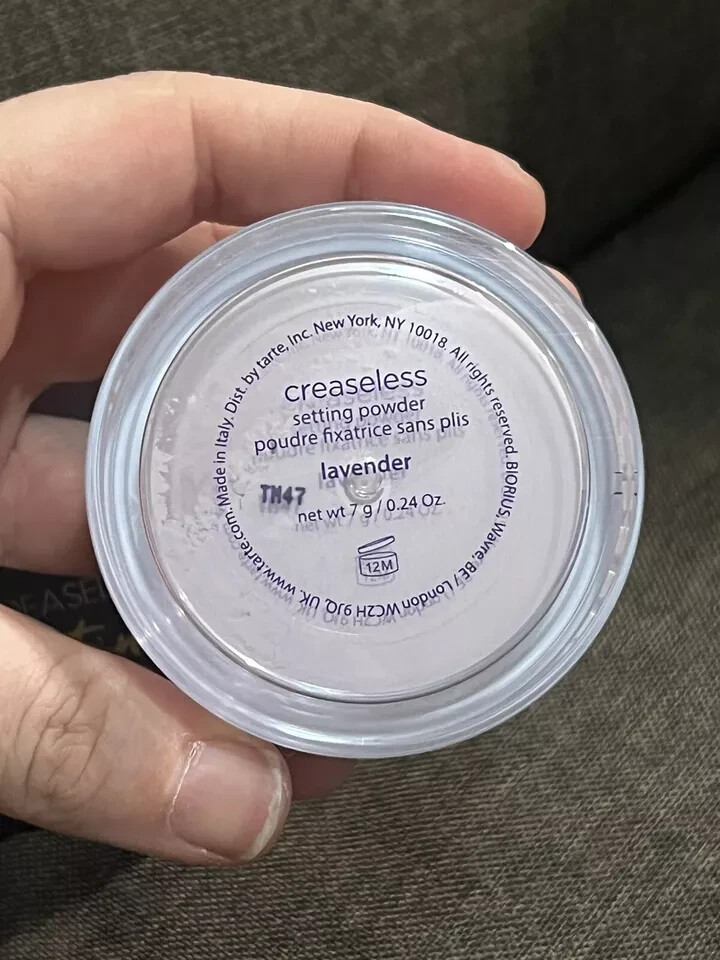 creaseless
setting powder
poudre fixatrice sans plis
lavender
TM47
net wt 7 g / 0.24 Oz.
12M
www.tarte.com. Made in Italy. Dist. by tarte, Inc. New York, NY 10018. All rights reserved. BIORIUS, Wavre, BE / London WC2H 9JQ, UK.